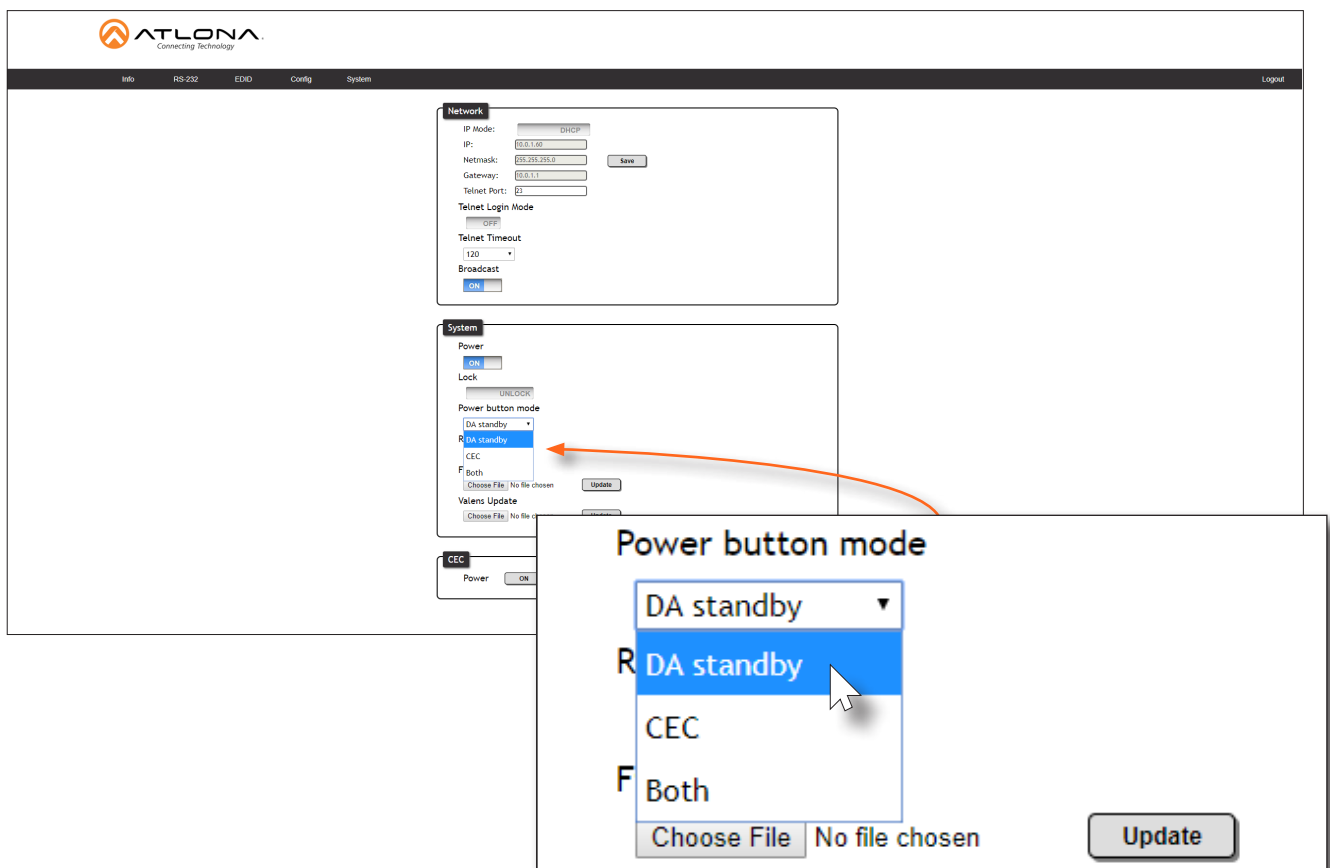 ATLONA.
Connecting Technology
Info RS-232 EDID Config System Logout
Network
IP Mode: DHCP
IP: 10.0.1.60
Netmask: 255.255.255.0 Save
Gateway: 10.0.1.1
Telnet Port: 23
Telnet Login Mode
OFF
Telnet Timeout
120
Broadcast
ON
System
Power
ON
Lock
UNLOCK
Power button mode
DA standby
R DA standby
CEC
F Both
Choose File No file chosen Update
Valens Update
Choose File No file Update
CEC
Power ON
Power button mode
DA standby
R DA standby
CEC
F Both
Choose File No file chosen Update